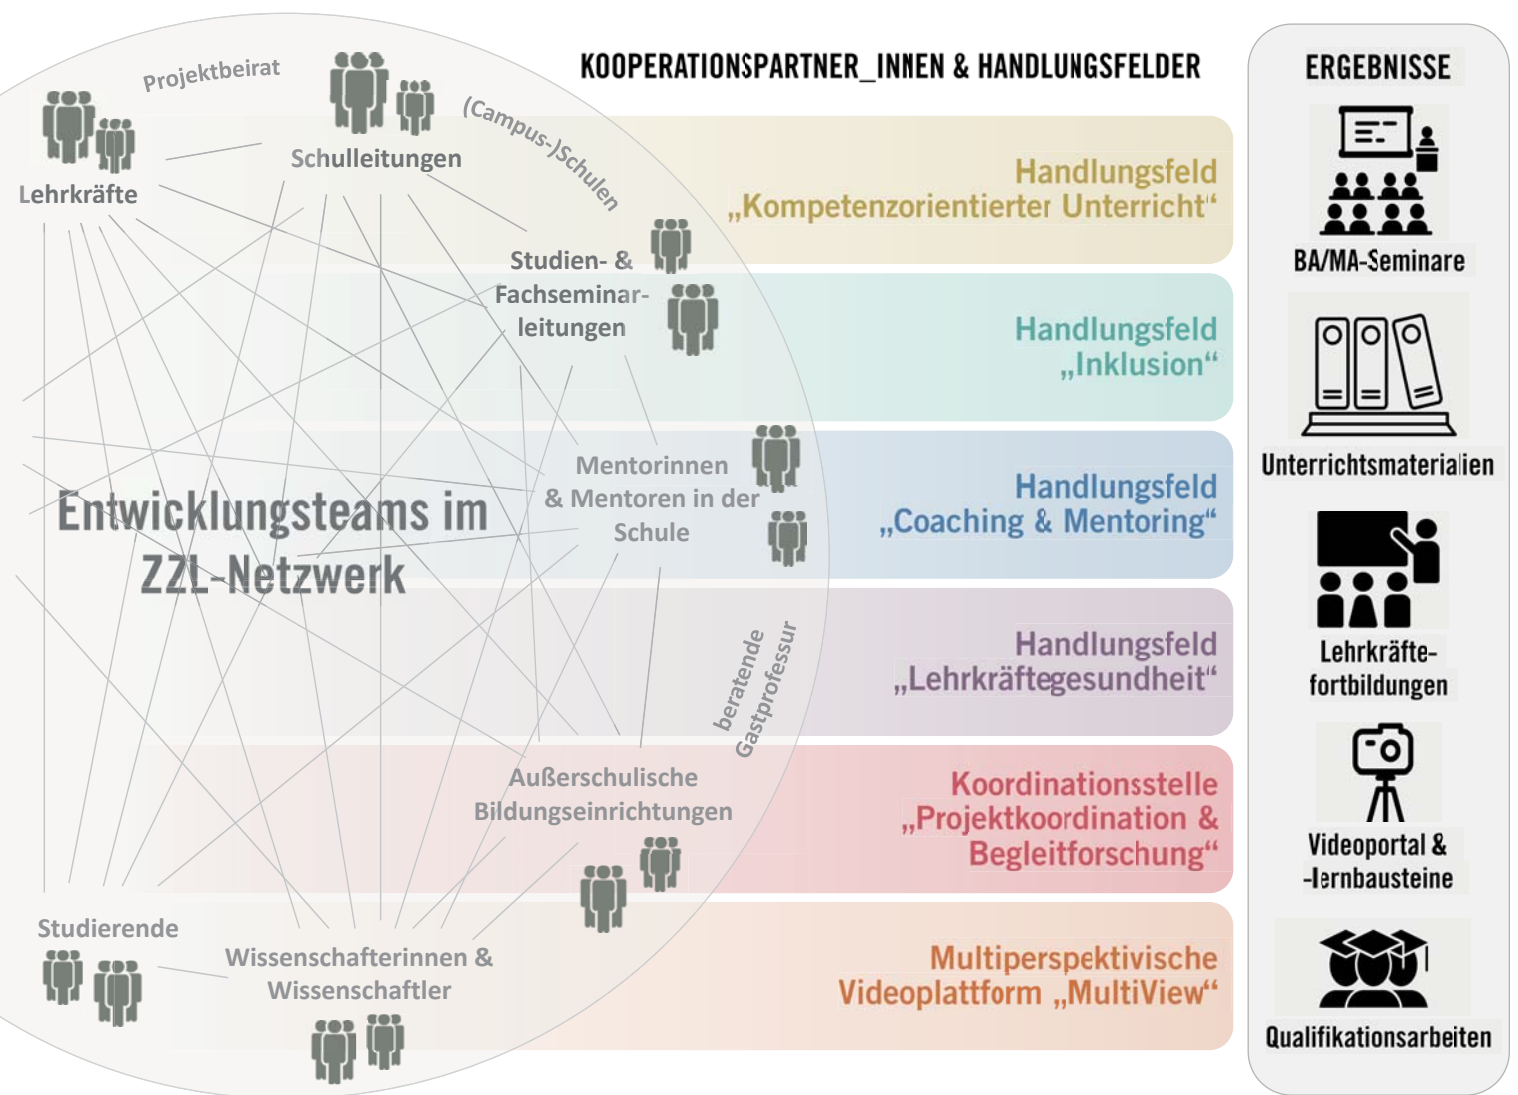 KOOPERATIONSPARTNER_INNEN & HANDLUNGSFELDER
Projektbeirat
(Campus-)Schulen
beratende
Gastprofessur
Lehrkräfte
Schulleitungen
Studien- &
Fachseminar-
leitungen
Mentorinnen
& Mentoren in der
Schule
Entwicklungsteams im
ZZL-Netzwerk
Außerschulische
Bildungseinrichtungen
Studierende
Wissenschafterinnen &
Wissenschaftler
Handlungsfeld
„Kompetenzorientierter Unterricht“
Handlungsfeld
„Inklusion“
Handlungsfeld
„Coaching & Mentoring“
Handlungsfeld
„Lehrkräftegesundheit“
Koordinationsstelle
„Projektkoordination &
Begleitforschung“
Multiperspektivische
Videoplattform „MultiView“
ERGEBNISSE
BA/MA-Seminare
Unterrichtsmaterialien
Lehrkräfte-
fortbildungen
Videoportal &
-lernbausteine
Qualifikationsarbeiten